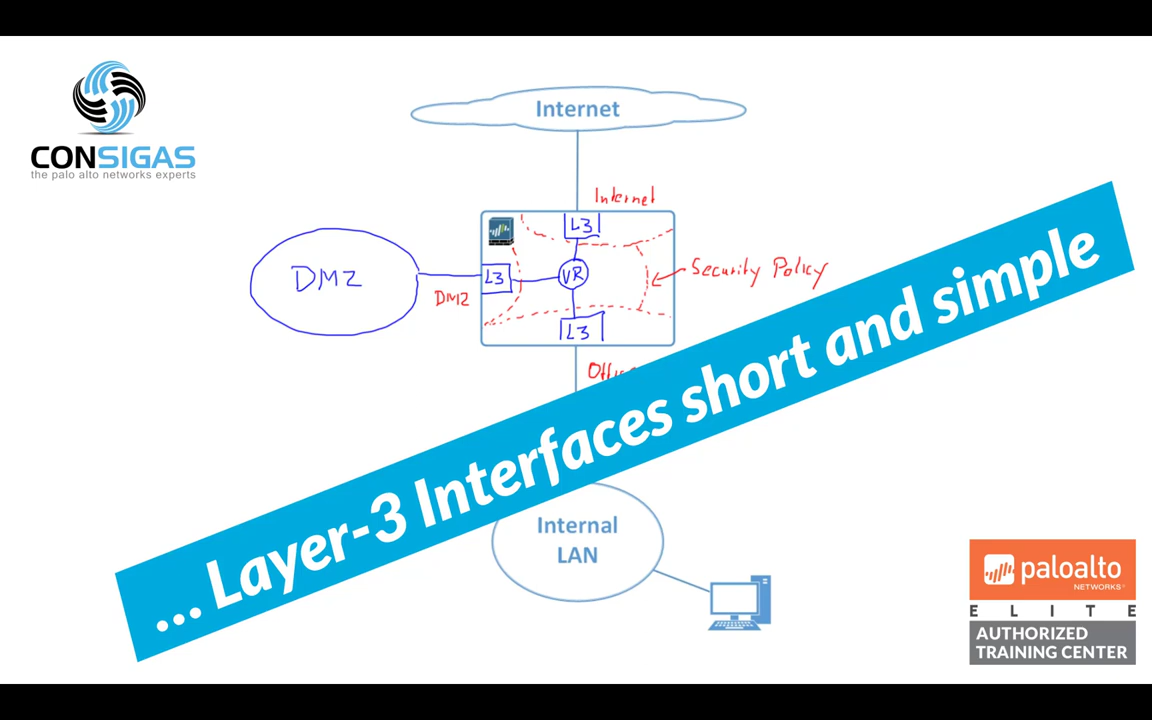 CONSIGAS
the palo alto networks experts
Internet
Internet
L3
DMZ
L3
VR
DMZ
Security Policy
L3
... Layer-3 Interfaces short and simple
Internal
LAN
paloalto
NETWORKS
ELITE
AUTHORIZED
TRAINING CENTER